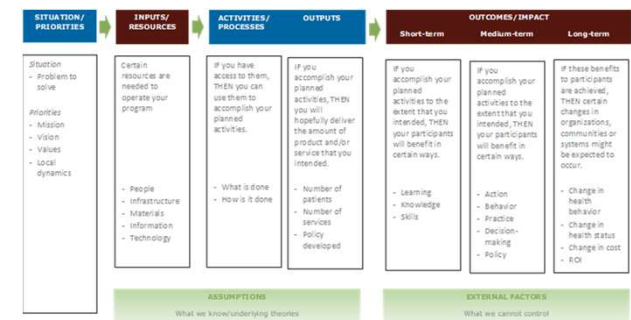 SITUATION/
PRIORITIES
INPUTS/
RESOURCES
ACTIVITIES/
PROCESSES
OUTPUTS
OUTCOMES/IMPACT
Short-term
Medium-term
Long-term
Situation
- Problem to
solve
Priorities
- Mission
- Vision
- Values
- Local
dynamics
Certain
resources are
needed to
operate your
program
- People
- Infrastructure
- Materials
- Information
- Technology
If you have
access to them,
THEN you can
use them to
accomplish your
planned
activities.
- What is done
- How is it done
If you
accomplish your
planned
activities, THEN
you will
hopefully deliver
the amount of
product and/or
service that you
intended.
- Number of
patients
- Number of
services
- Policy
developed
If you
accomplish your
planned
activities to the
extent that you
intended, THEN
your participants
will benefit in
certain ways.
- Learning
- Knowledge
- Skills
If you
accomplish your
planned
activities to the
extent that you
intended, THEN
your participants
will benefit in
certain ways.
- Action
- Behavior
- Practice
- Decision-
making
- Policy
If these benefits
to participants
are achieved,
THEN certain
changes in
organizations,
communities or
systems might
be expected to
occur.
- Change in
health
behavior
- Change in
health status
- Change in cost
- ROI
ASSUMPTIONS
What we know/underlying theories
EXTERNAL FACTORS
What we cannot control